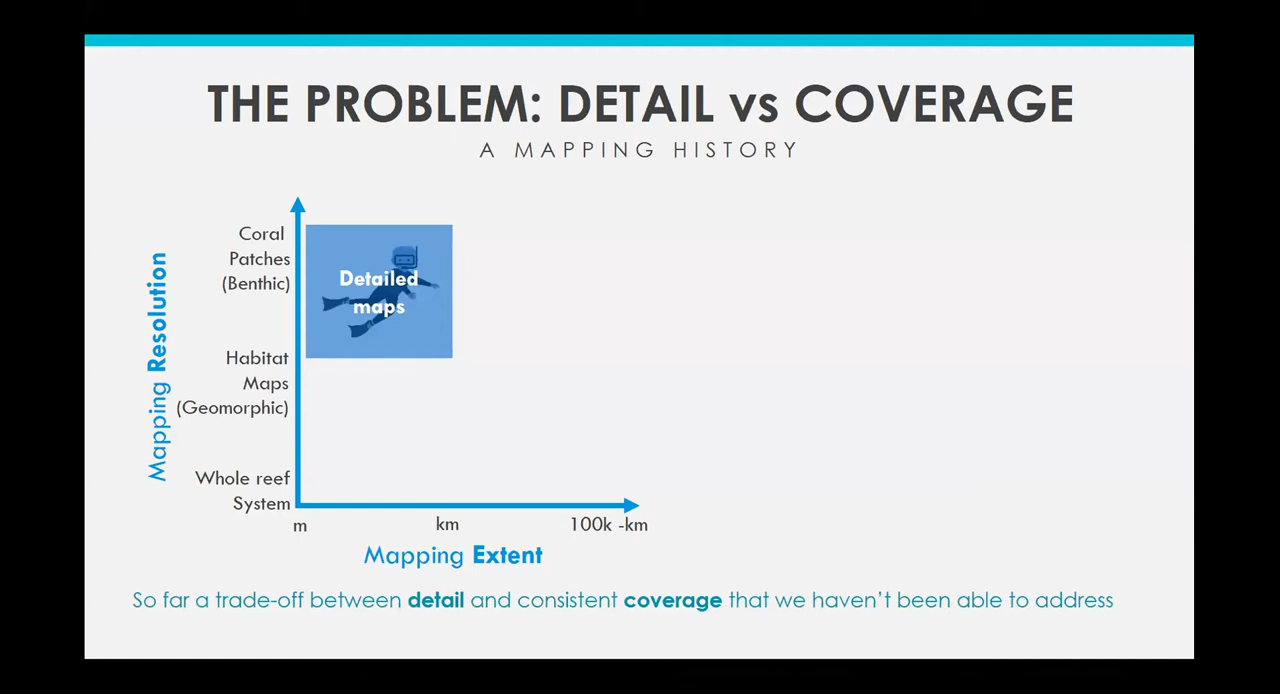 THE PROBLEM: DETAIL vs COVERAGE
A MAPPING HISTORY
Mapping Resolution
Coral
Patches
(Benthic)
Habitat
Maps
(Geomorphic)
Whole reef
System
Detailed
maps
m
km
100k -km
Mapping Extent
So far a trade-off between detail and consistent coverage that we haven't been able to address